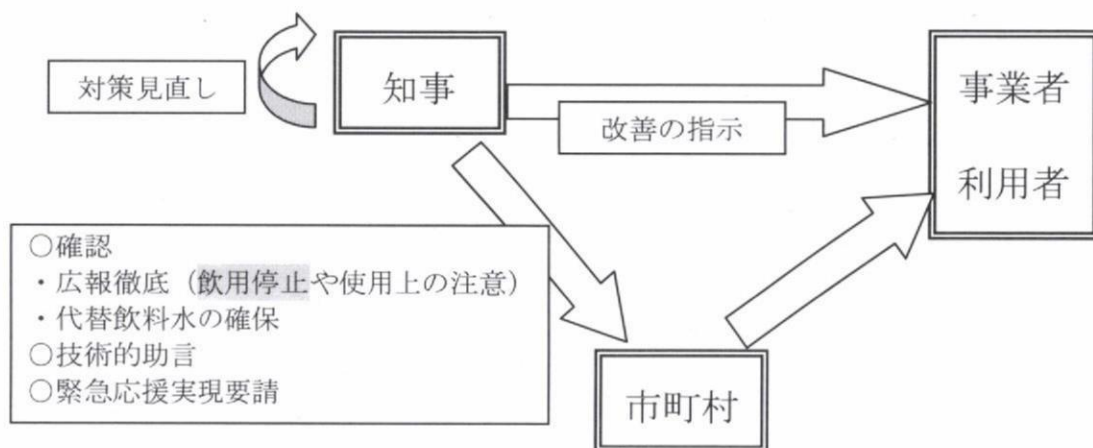 対策見直し
知事
改善の指示
事業者
利用者
○確認
・広報徹底（飲用停止や使用上の注意）
・代替飲料水の確保
○技術的助言
○緊急応援実現要請
市町村